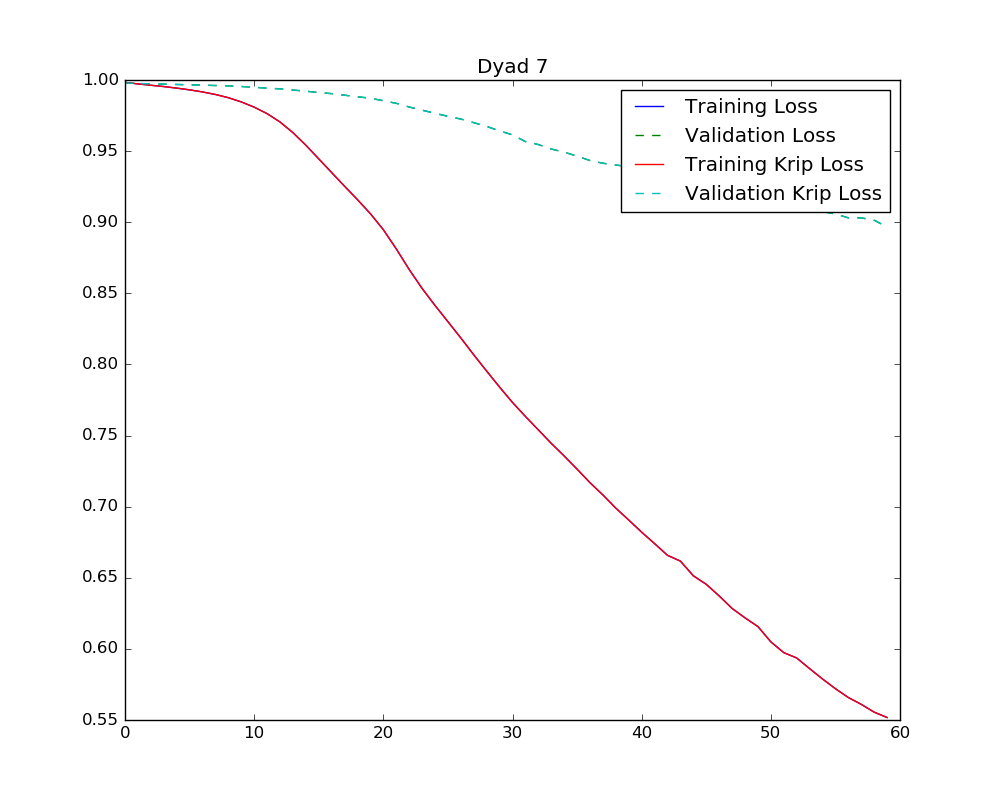 Dyad 7
1.00
0.95
0.90
0.85
0.80
0.75
0.70
0.65
0.60
0.55
Training Loss
Validation Loss
Training Krip Loss
Validation Krip Loss
0 10 20 30 40 50 60